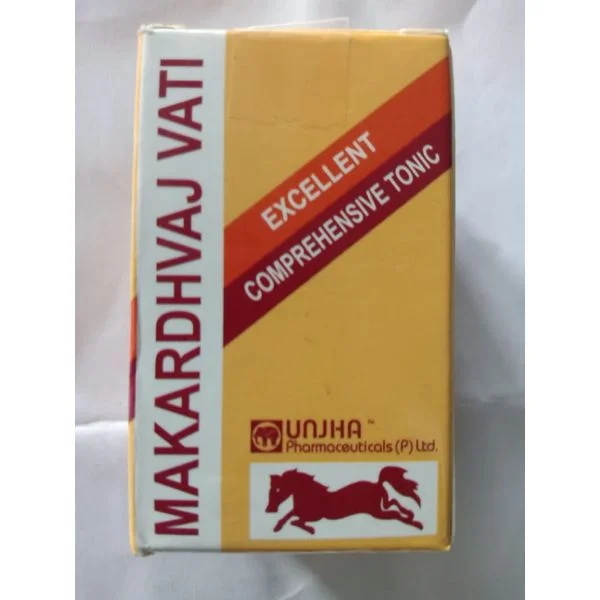 MAKARDHVAJ VATI
EXCELLENT
COMPREHENSIVE TONIC
UNJHA™
Pharmaceuticals (P) Ltd.